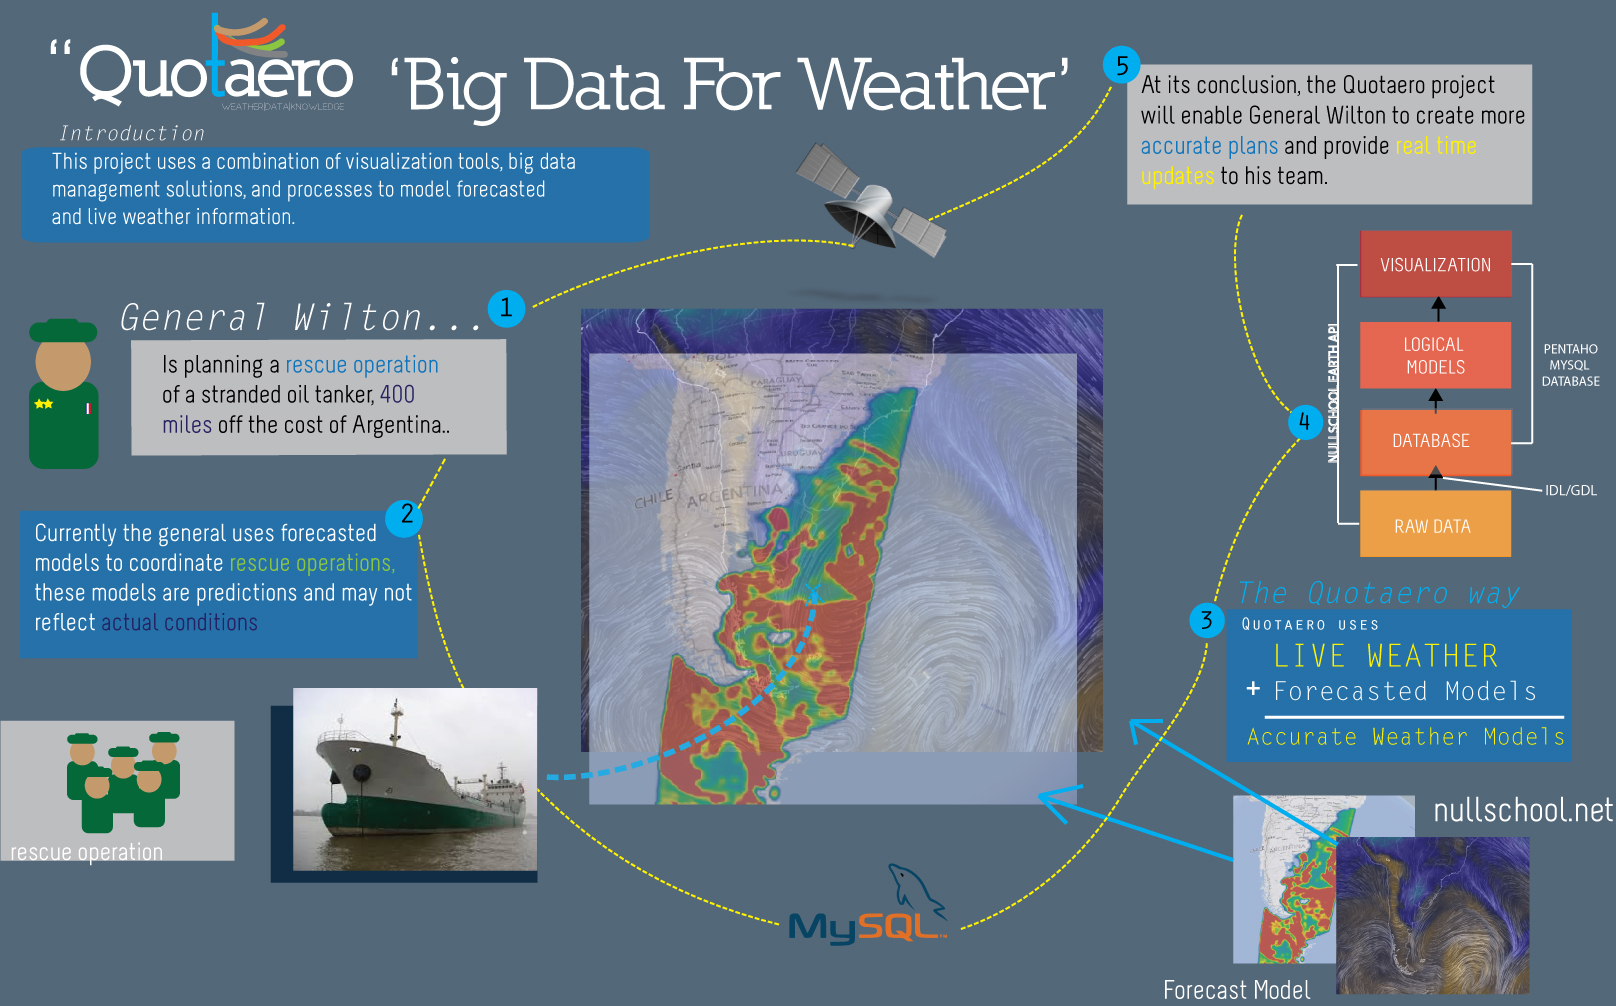 “Quotaero ‘Big Data For Weather’
WEATHER|DATA|KNOWLEDGE
Introduction
This project uses a combination of visualization tools, big data
management solutions, and processes to model forecasted
and live weather information.
1
General Wilton...
Is planning a rescue operation
of a stranded oil tanker, 400
miles off the cost of Argentina..
2
Currently the general uses forecasted
models to coordinate rescue operations,
these models are predictions and may not
reflect actual conditions
rescue operation
PARAGUAY
URUGUAY
CHILE
ARGENTINA
MySQL
5
At its conclusion, the Quotaero project
will enable General Wilton to create more
accurate plans and provide real time
updates to his team.
4
NULLSCHOOL EARTH API
VISUALIZATION
LOGICAL
MODELS
DATABASE
RAW DATA
PENTAHO
MYSQL
DATABASE
IDL/GDL
3
The Quotaero way
QUOTAERO USES
LIVE WEATHER
+ Forecasted Models
Accurate Weather Models
nullschool.net
Forecast Model